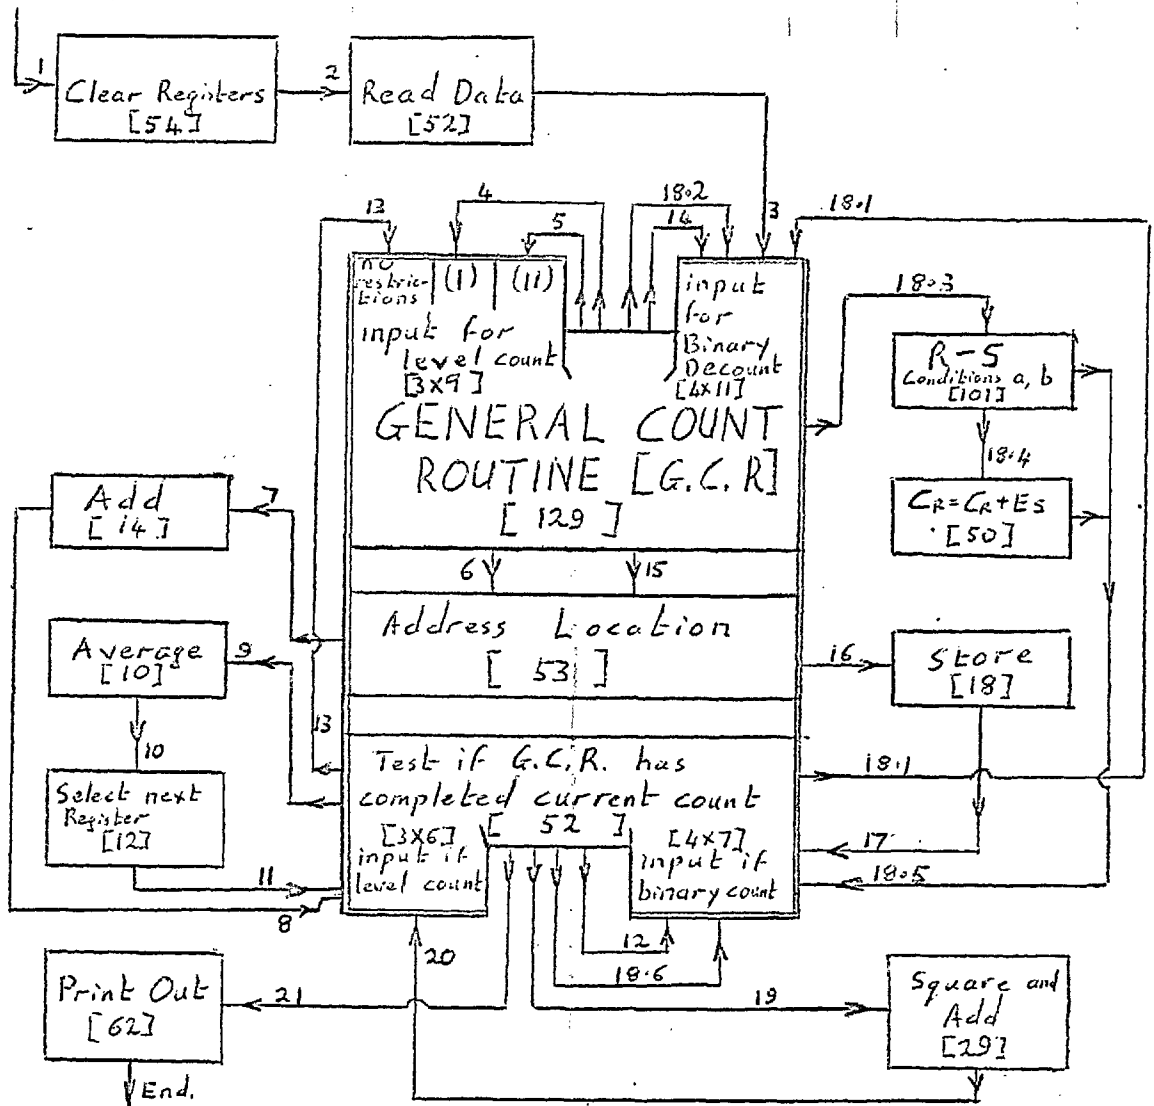 1
Clear Registers
[54]
2
Read Data
[52]
3
13
4
5
18.2
14
18.1
no
restric-
tions
(I)
(II)
input for
level count
[3x9]
input
for
Binary
Decount
[4x11]
GENERAL COUNT
ROUTINE [G.C.R]
[129]
18.3
R-S
Conditions a, b
[101]
18.4
CR=CR+Es
[50]
7
Add
[14]
6
15
Address Location
[53]
9
Average
[10]
10
13
16
Store
[18]
Select next
Register
[12]
11
8
Test if G.C.R. has
completed current count
[52]
[3x6]
input if
level count
[4x7]
input if
binary count
18.1
17
18.5
12
18.6
20
19
21
Print Out
[62]
End.
Square and
Add
[29]